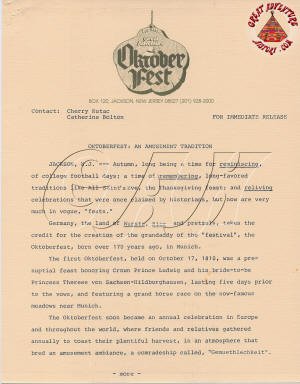 GREAT ADVENTURE
HISTORY.COM
Great Adventure
Oktober
Fest
BOX 120, JACKSON, NEW JERSEY 08527 (201) 928-2000
Contact: Cherry Kutac
Catherine Bolton
FOR IMMEDIATE RELEASE
OKTOBERFEST: AN AMUSEMENT TRADITION
JACKSON, N.J. --- Autumn, long being a time for reminiscing,
of college football days; a time of remembering, long-favored
traditions like All Saint's Eve, the Thanksgiving feast; and reliving
celebrations that were once claimed by historians, but now are very
much in vogue, "fests."
Germany, the land of Wurste, and pretzels, takes the
credit for the creation of the granddaddy of the "festival", the
Oktoberfest, born over 170 years ago, in Munich.
The first Oktoberfest, held on October 17, 1810, was a pre-
nuptial feast honoring Crown Prince Ludwig and his bride-to-be
Princess Therese von Sachsen-Hildburghausen, lasting five days prior
to the vows, and featuring a grand horse race on the now-famous
meadows near Munich.
The Oktoberfest soon became an annual celebration in Europe
and throughout the world, where friends and relatives gathered
annually to toast their plentiful harvest, in an atmosphere that
bred an amusement ambiance, a comradeship called, "Gemuethlechkeit".
- more -